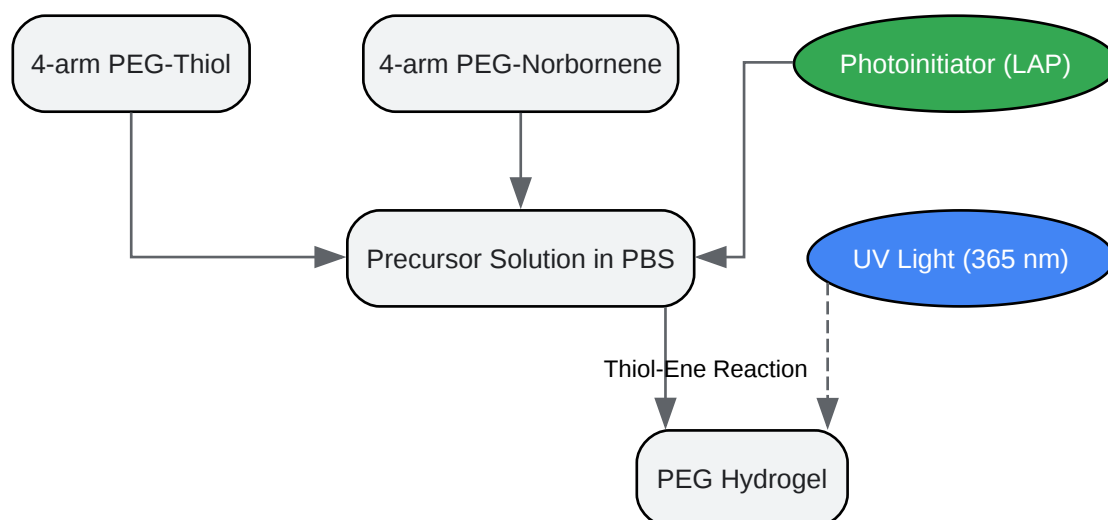 4-arm PEG-Thiol
4-arm PEG-Norbornene
Photoinitiator (LAP)
Precursor Solution in PBS
UV Light (365 nm)
Thiol-Ene Reaction
PEG Hydrogel